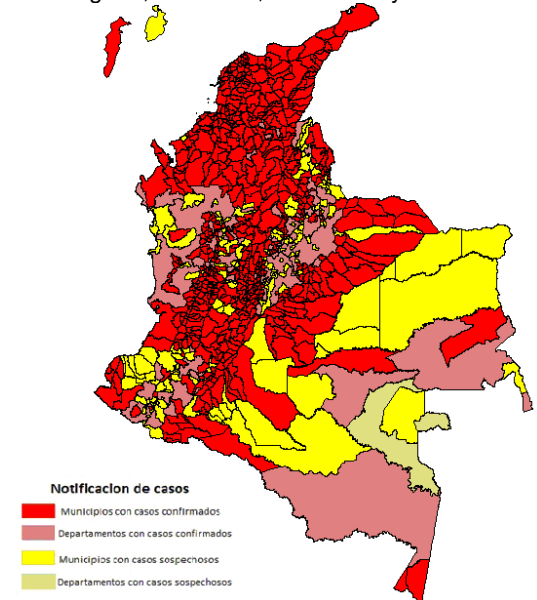 Notificacion de casos
Municipios con casos confirmados
Departamentos con casos confirmados
Municipios con casos sospechosos
Departamentos con casos sospechosos